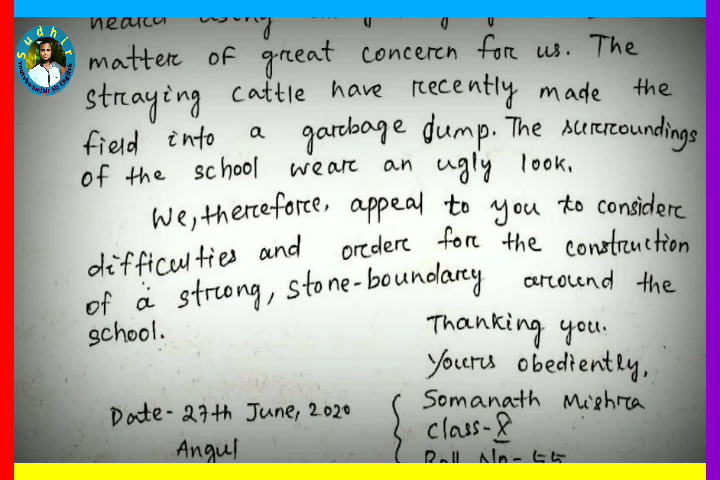 Sudhir
matter of great concern for us. The
straying cattle have recently made the
field into a garbage dump. The surroundings
of the school wear an ugly look.
We, therefore, appeal to you to consider
difficulties and order for the construction
of a strong, stone-boundary around the
school.
Thanking you.
Yours obediently,
Date- 27th June, 2020
Angul
Somanath Mishra
Class-X
Roll No-